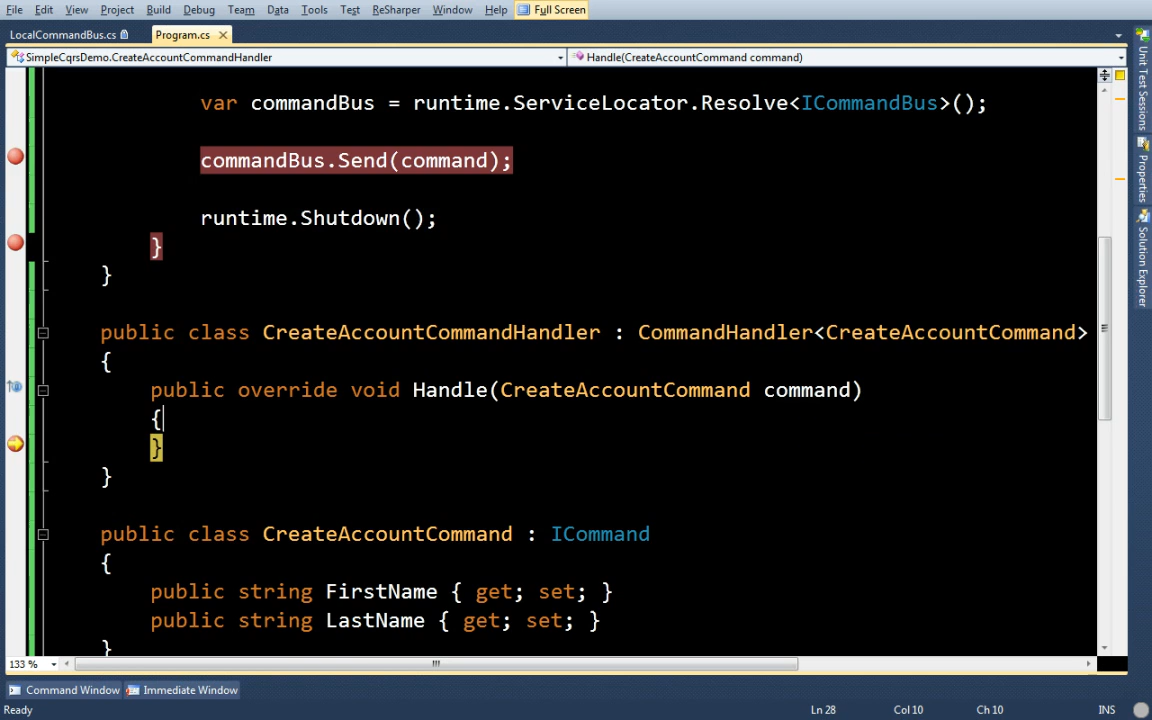 File Edit View Project Build Debug Team Data Tools Test ReSharper Window Help Full Screen
LocalCommandBus.cs Program.cs
SimpleCqrsDemo.CreateAccountCommandHandler Handle(CreateAccountCommand command)
var commandBus = runtime.ServiceLocator.Resolve<ICommandBus>();
commandBus.Send(command);
runtime.Shutdown();
}
}
public class CreateAccountCommandHandler : CommandHandler<CreateAccountCommand>
{
public override void Handle(CreateAccountCommand command)
{
}
}
public class CreateAccountCommand : ICommand
{
public string FirstName { get; set; }
public string LastName { get; set; }
}
133 %
Command Window Immediate Window
Ready Ln 28 Col 10 Ch 10 INS
Unit Test Sessions
Properties
Solution Explorer